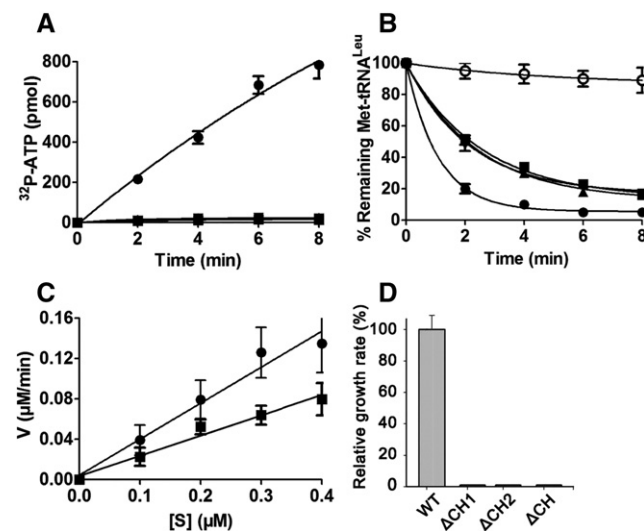 A
³²P-ATP (pmol)
800
600
400
200
0
0 2 4 6 8
Time (min)
B
% Remaining Met-tRNA^Leu
100
80
60
40
20
0
0 2 4 6 8
Time (min)
C
V (µM/min)
0.16
0.12
0.08
0.04
0.00
0.0 0.1 0.2 0.3 0.4
[S] (µM)
D
Relative growth rate (%)
100
80
60
40
20
0
WT ΔCH1 ΔCH2 ΔCH